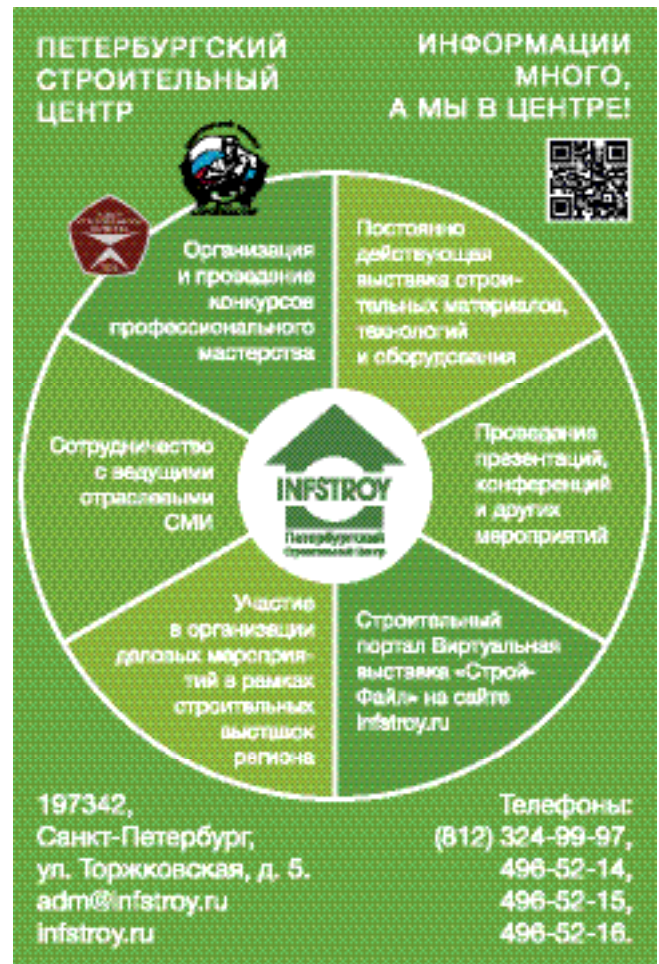 ПЕТЕРБУРГСКИЙ
СТРОИТЕЛЬНЫЙ
ЦЕНТР
ИНФОРМАЦИИ
МНОГО,
А МЫ В ЦЕНТРЕ!
Организация
и проведение
конкурсов
профессионального
мастерства
Постоянно
действующая
выставка строи-
тельных материалов,
технологий
и оборудования
Сотрудничество
с ведущими
отраслевыми
СМИ
INFSTROY
Петербургский
Строительный Центр
Проведение
презентаций,
конференций
и других
мероприятий
Участие
в организации
деловых мероприя-
тий в рамках
строительных
выставок
региона
Строительный
портал Виртуальная
выставка «Строй-
Файл» на сайте
infstroy.ru
197342,
Санкт-Петербург,
ул. Торжковская, д. 5.
adm@infstroy.ru
infstroy.ru
Телефоны:
(812) 324-99-97,
496-52-14,
496-52-15,
496-52-16.